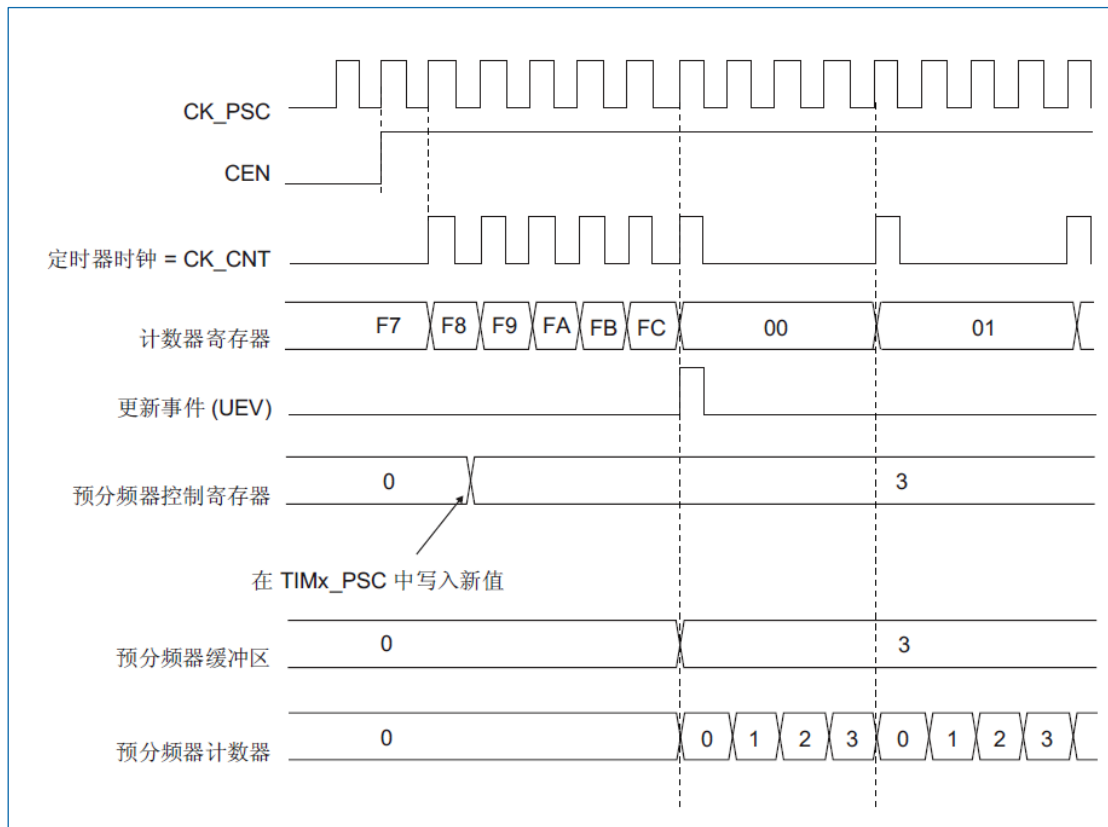 CK_PSC
CEN
定时器时钟 = CK_CNT
计数器寄存器
F7 F8 F9 FA FB FC 00 01
更新事件 (UEV)
预分频器控制寄存器
0 3
在 TIMx_PSC 中写入新值
预分频器缓冲区
0 3
预分频器计数器
0 0 1 2 3 0 1 2 3